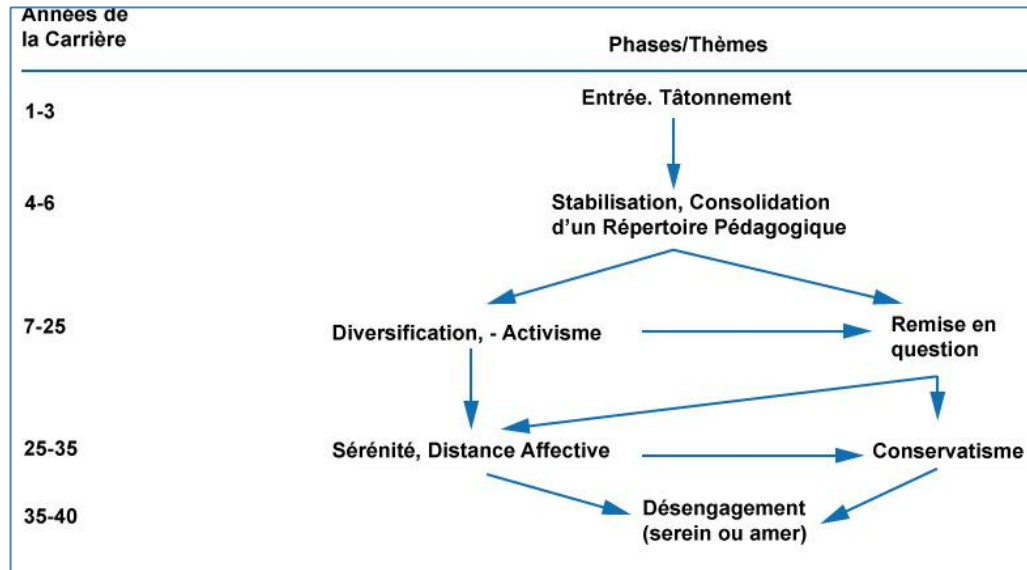 Années de
la Carrière
Phases/Thèmes
1-3
Entrée. Tâtonnement
4-6
Stabilisation, Consolidation
d’un Répertoire Pédagogique
7-25
Diversification, - Activisme
Remise en
question
25-35
Sérénité, Distance Affective
Conservatisme
35-40
Désengagement
(serein ou amer)